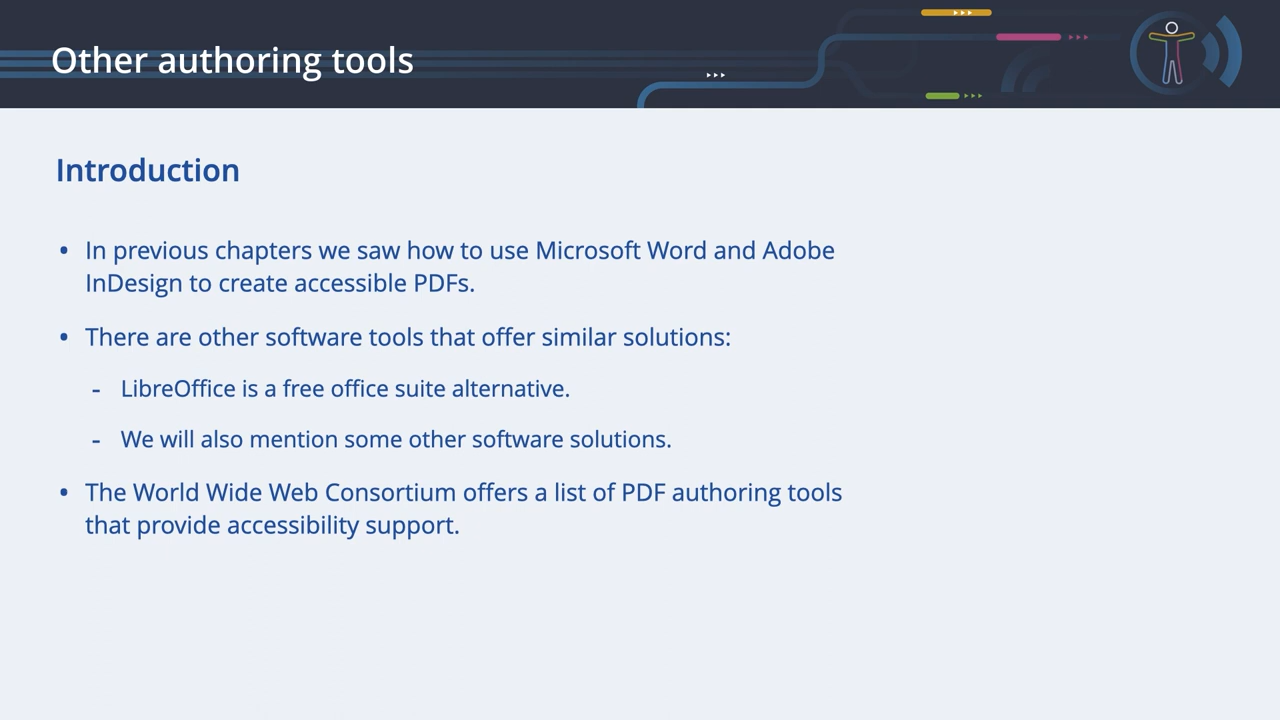 Other authoring tools
Introduction
• In previous chapters we saw how to use Microsoft Word and Adobe
InDesign to create accessible PDFs.
• There are other software tools that offer similar solutions:
- LibreOffice is a free office suite alternative.
- We will also mention some other software solutions.
• The World Wide Web Consortium offers a list of PDF authoring tools
that provide accessibility support.